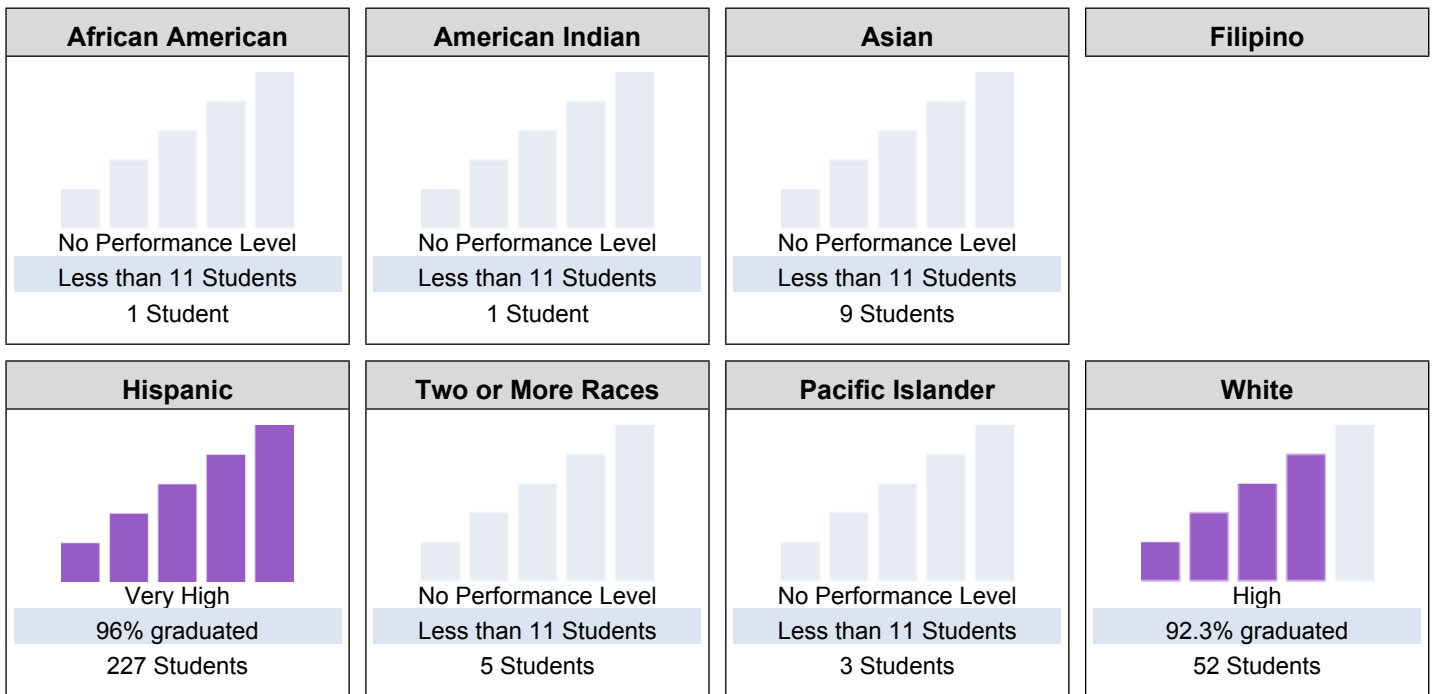 African American
No Performance Level
Less than 11 Students
1 Student
American Indian
No Performance Level
Less than 11 Students
1 Student
Asian
No Performance Level
Less than 11 Students
9 Students
Filipino
Hispanic
Very High
96% graduated
227 Students
Two or More Races
No Performance Level
Less than 11 Students
5 Students
Pacific Islander
No Performance Level
Less than 11 Students
3 Students
White
High
92.3% graduated
52 Students